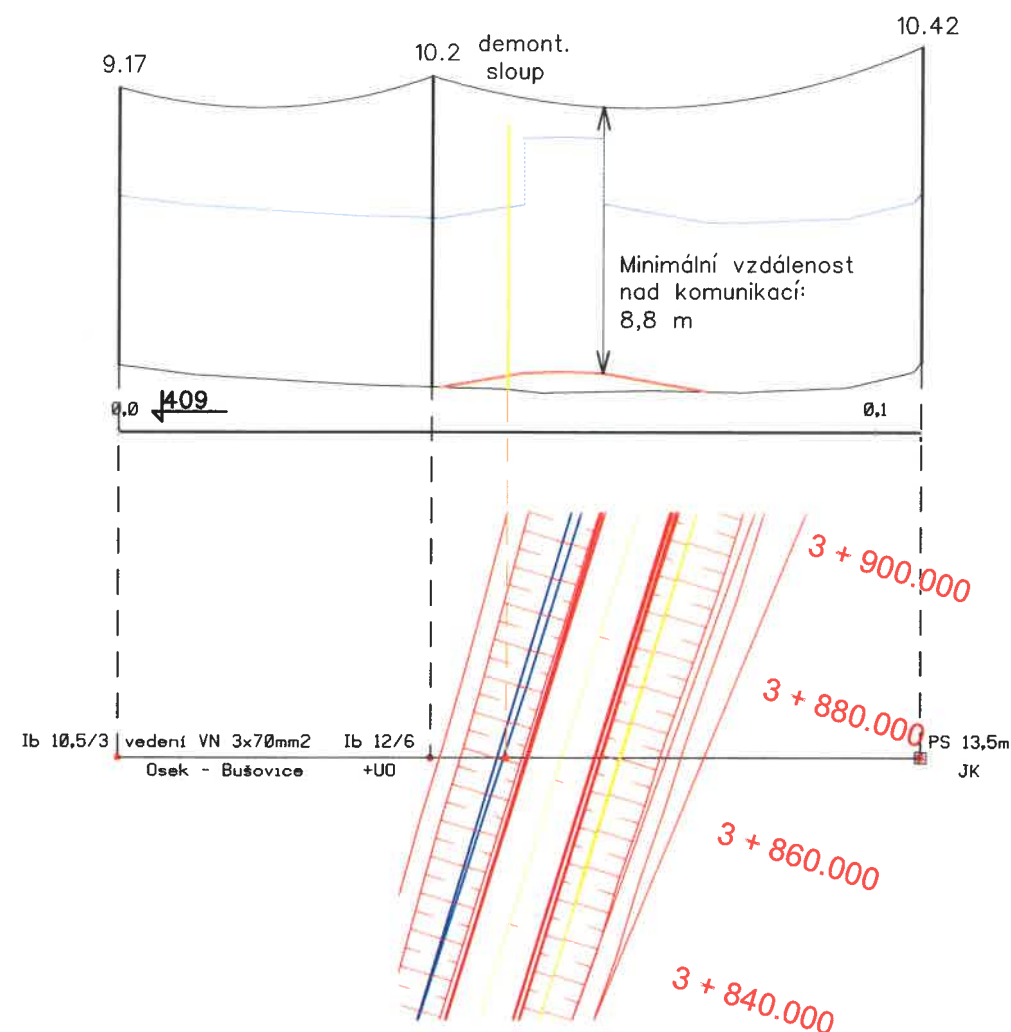 9.17
10.2
demont.
sloup
10.42
Minimální vzdálenost
nad komunikací:
8,8 m
0,0
409
0,1
3 + 900.000
3 + 880.000
Ib 10,5/3
vedení VN 3x70mm2
Ib 12/6
PS 13,5m
Osek - Bušovice
+UO
JK
3 + 860.000
3 + 840.000